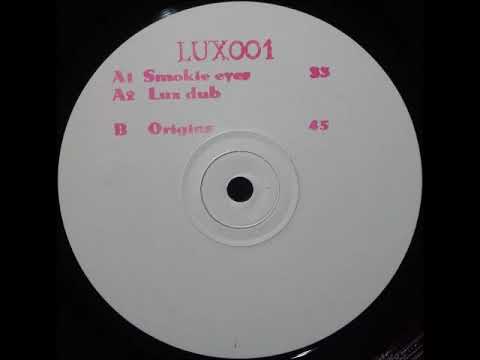 LUX001
A1 Smokie eyes 33
A2 Lux dub
B Origins 45